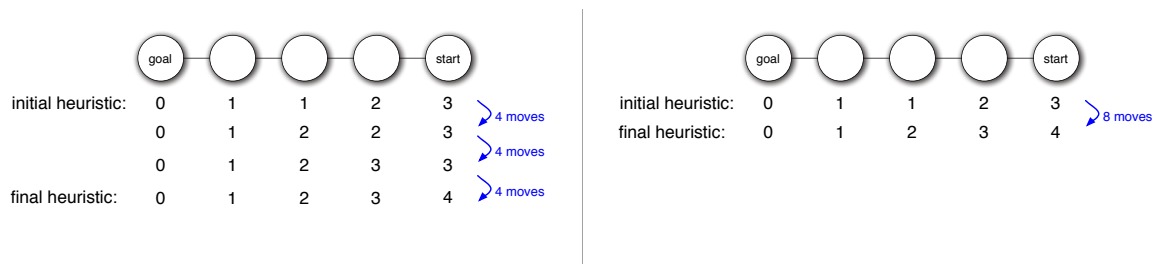 goal start
initial heuristic: 0 1 1 2 3
4 moves
0 1 2 2 3
4 moves
0 1 2 3 3
4 moves
final heuristic: 0 1 2 3 4
goal start
initial heuristic: 0 1 1 2 3
8 moves
final heuristic: 0 1 2 3 4